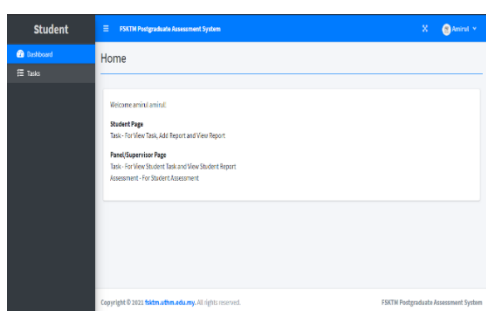 Student
FSKTM Postgraduate Assessment System
Amirul
Dashboard
Tasks
Home
Welcome amirul amirul.
Student Page
Task - For View Task, Add Report and View Report
Panel/Supervisor Page
Task - For View Student Task and View Student Report
Assessment - For Student Assessment
Copyright © 2021 fsktm.uthm.edu.my. All rights reserved.
FSKTM Postgraduate Assessment System